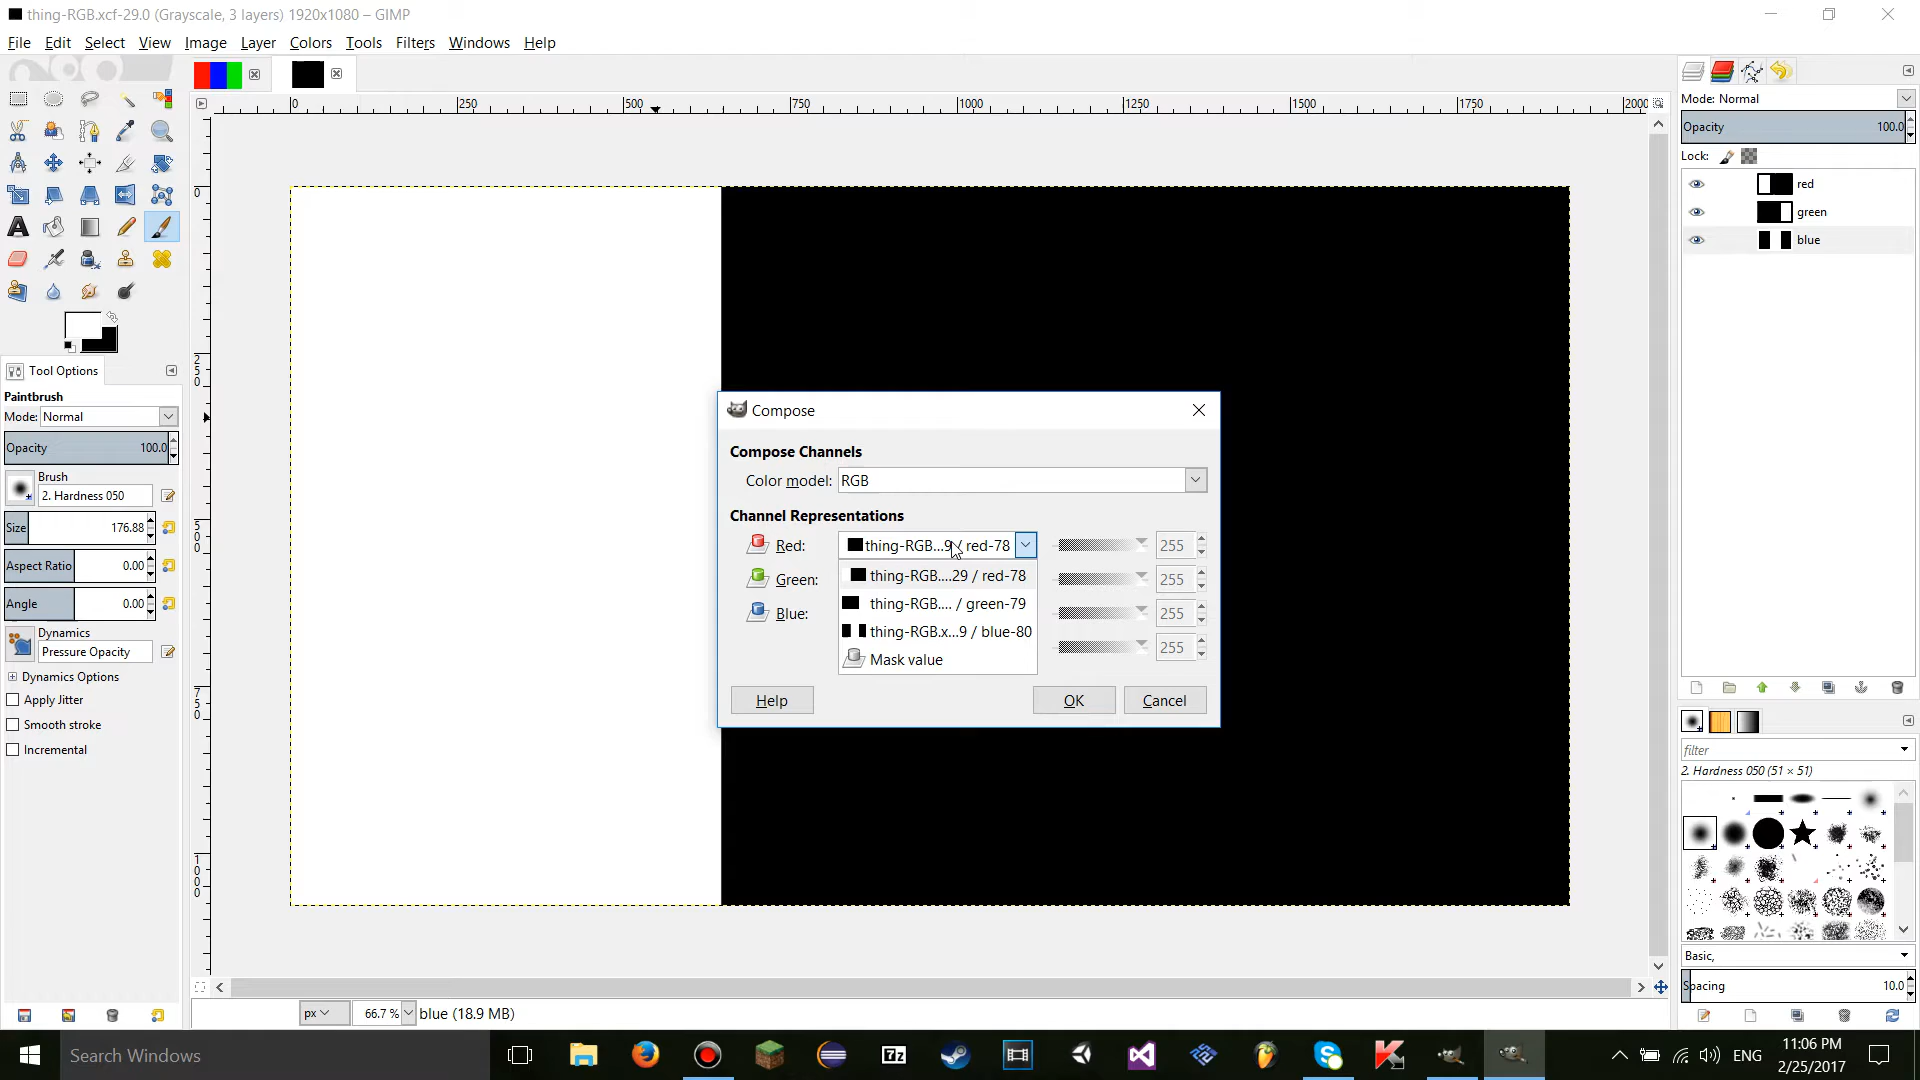 thing-RGB.xcf-29.0 (Grayscale, 3 layers) 1920x1080 – GIMP
File Edit Select View Image Layer Colors Tools Filters Windows Help
0 250 500 750 1000 1250 1500 1750 2000
0
250
500
750
1000
Tool Options
Paintbrush
Mode: Normal
Opacity 100.0
Brush
2. Hardness 050
Size 176.88
Aspect Ratio 0.00
Angle 0.00
Dynamics
Pressure Opacity
Dynamics Options
Apply Jitter
Smooth stroke
Incremental
Compose
Compose Channels
Color model: RGB
Channel Representations
Red: thing-RGB...9 / red-78 255
thing-RGB....29 / red-78
Green: 255
thing-RGB.... / green-79
Blue: 255
thing-RGB.x...9 / blue-80
255
Mask value
Help OK Cancel
Mode: Normal
Opacity 100.0
Lock:
red
green
blue
filter
2. Hardness 050 (51 × 51)
Basic,
Spacing 10.0
px 66.7 % blue (18.9 MB)
Search Windows
7z
ENG
11:06 PM
2/25/2017